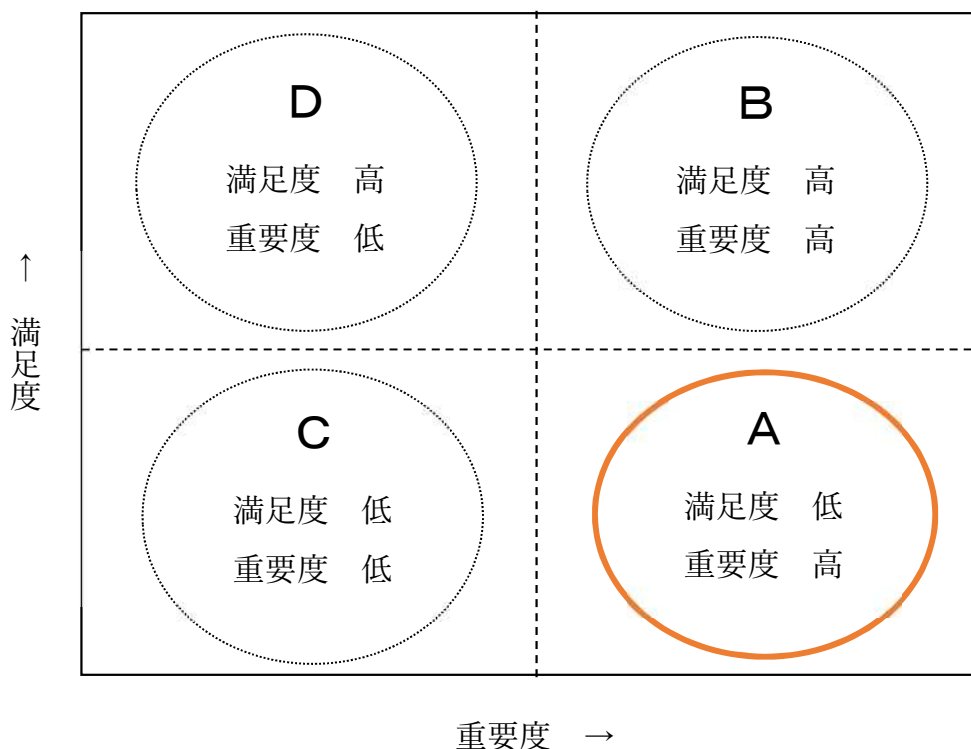 D
満足度 高
重要度 低
B
満足度 高
重要度 高
↑ 満足度
C
満足度 低
重要度 低
A
満足度 低
重要度 高
重要度 →